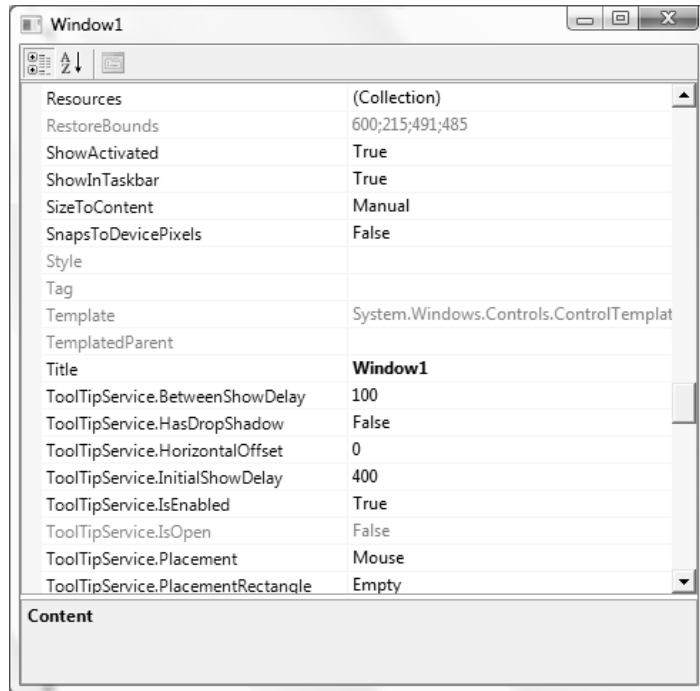 Window1
Resources (Collection)
RestoreBounds 600;215;491;485
ShowActivated True
ShowInTaskbar True
SizeToContent Manual
SnapsToDevicePixels False
Style
Tag
Template System.Windows.Controls.ControlTemplat
TemplatedParent
Title Window1
ToolTipService.BetweenShowDelay 100
ToolTipService.HasDropShadow False
ToolTipService.HorizontalOffset 0
ToolTipService.InitialShowDelay 400
ToolTipService.IsEnabled True
ToolTipService.IsOpen False
ToolTipService.Placement Mouse
ToolTipService.PlacementRectangle Empty
Content